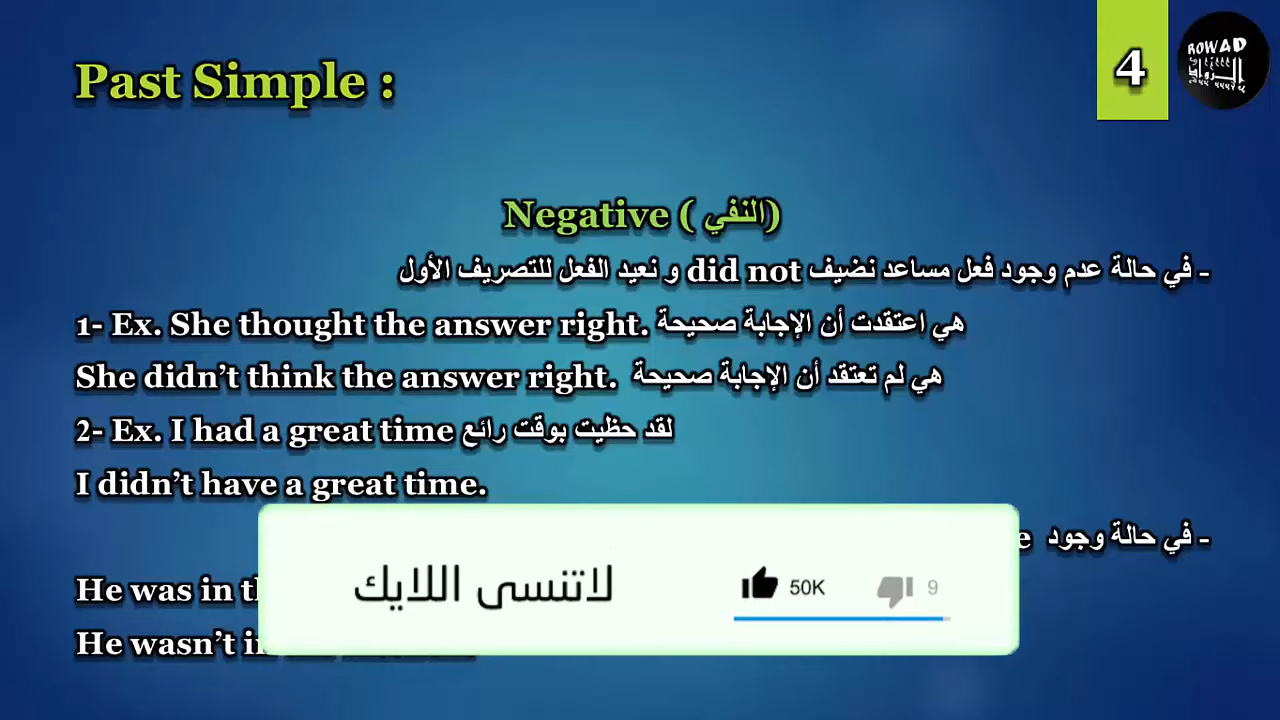 Past Simple :
4
ROWAD
Negative ( النفي)
- في حالة عدم وجود فعل مساعد نضيف did not و نعيد الفعل للتصريف الأول
1- Ex. She thought the answer right. هي اعتقدت أن الإجابة صحيحة
She didn’t think the answer right. هي لم تعتقد أن الإجابة صحيحة
2- Ex. I had a great time لقد حظيت بوقت رائع
I didn’t have a great time.
- في حالة وجود
He was in
He wasn’t
لاتنسى اللايك
50K
9